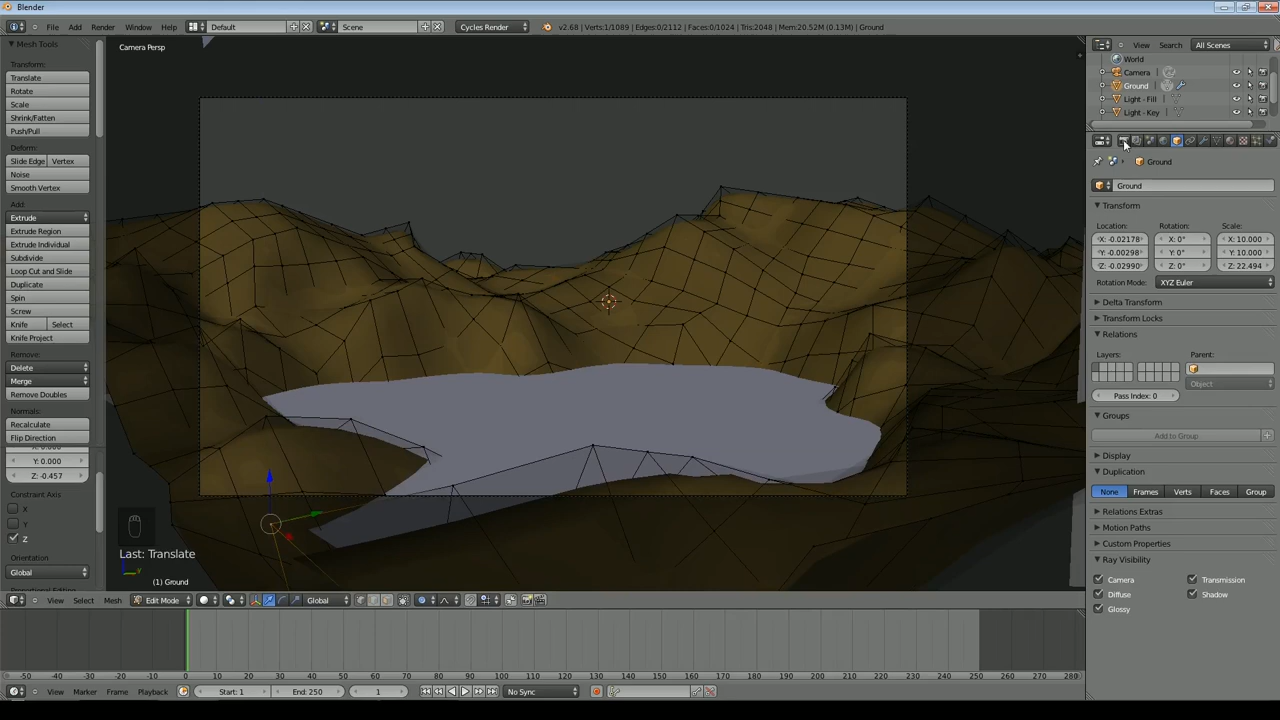 Blender
File Add Render Window Help Default Scene Cycles Render v2.68 | Verts:1/1089 | Edges:0/2112 | Faces:0/1024 | Tris:2048 | Mem:20.52M (0.13M) | Ground
Mesh Tools
Transform:
Translate
Rotate
Scale
Shrink/Fatten
Push/Pull
Deform:
Slide Edge Vertex
Noise
Smooth Vertex
Add:
Extrude
Extrude Region
Extrude Individual
Subdivide
Loop Cut and Slide
Duplicate
Spin
Screw
Knife Select
Knife Project
Remove:
Delete
Merge
Remove Doubles
Normals:
Recalculate
Flip Direction
Y: 0.000
Z: -0.457
Constraint Axis
X
Y
Z
Orientation
Global
Camera Persp
Last: Translate
(1) Ground
View Select Mesh Edit Mode Global
-50 -40 -30 -20 -10 0 10 20 30 40 50 60 70 80 90 100 110 120 130 140 150 160 170 180 190 200 210 220 230 240 250 260 270 280
View Marker Frame Playback Start: 1 End: 250 1 No Sync
View Search All Scenes
World
Camera
Ground
Light - Fill
Light - Key
Ground
Ground
Transform
Location: Rotation: Scale:
X: -0.02178 X: 0° X: 10.000
Y: -0.00298 Y: 0° Y: 10.000
Z: -0.02990 Z: 0° Z: 22.494
Rotation Mode: XYZ Euler
Delta Transform
Transform Locks
Relations
Layers: Parent:
Object
Pass Index: 0
Groups
Add to Group
Display
Duplication
None Frames Verts Faces Group
Relations Extras
Motion Paths
Custom Properties
Ray Visibility
Camera Transmission
Diffuse Shadow
Glossy